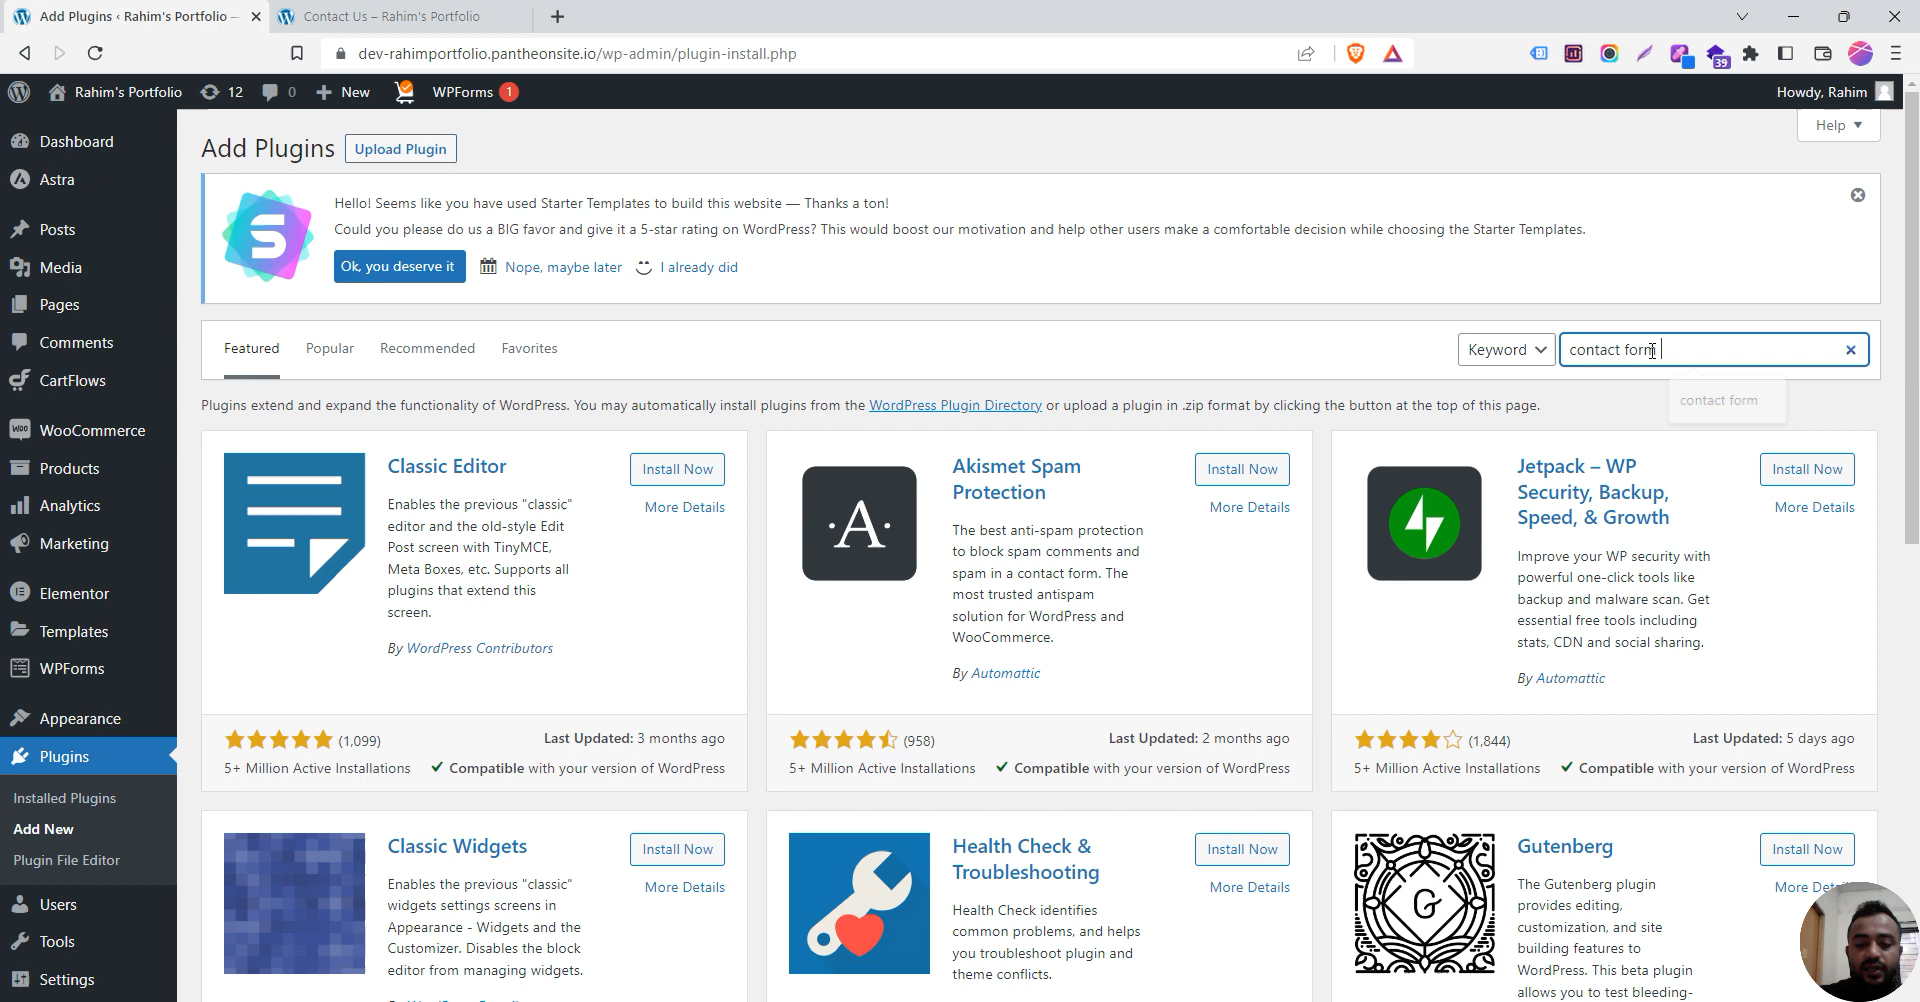 Add Plugins ‹ Rahim's Portfolio —
Contact Us – Rahim's Portfolio
dev-rahimportfolio.pantheonsite.io/wp-admin/plugin-install.php
39
Rahim's Portfolio
12
0
New
WPForms 1
Howdy, Rahim
Dashboard
Astra
Posts
Media
Pages
Comments
CartFlows
WooCommerce
Products
Analytics
Marketing
Elementor
Templates
WPForms
Appearance
Plugins
Installed Plugins
Add New
Plugin File Editor
Users
Tools
Settings
Help
Add Plugins
Upload Plugin
Hello! Seems like you have used Starter Templates to build this website — Thanks a ton!
Could you please do us a BIG favor and give it a 5-star rating on WordPress? This would boost our motivation and help other users make a comfortable decision while choosing the Starter Templates.
Ok, you deserve it
Nope, maybe later
I already did
Featured
Popular
Recommended
Favorites
Keyword
contact form
contact form
Plugins extend and expand the functionality of WordPress. You may automatically install plugins from the WordPress Plugin Directory or upload a plugin in .zip format by clicking the button at the top of this page.
Classic Editor
Install Now
More Details
Enables the previous "classic"
editor and the old-style Edit
Post screen with TinyMCE,
Meta Boxes, etc. Supports all
plugins that extend this
screen.
By WordPress Contributors
(1,099)
Last Updated: 3 months ago
5+ Million Active Installations
Compatible with your version of WordPress
·A·
Akismet Spam
Protection
Install Now
More Details
The best anti-spam protection
to block spam comments and
spam in a contact form. The
most trusted antispam
solution for WordPress and
WooCommerce.
By Automattic
(958)
Last Updated: 2 months ago
5+ Million Active Installations
Compatible with your version of WordPress
Jetpack – WP
Security, Backup,
Speed, & Growth
Install Now
More Details
Improve your WP security with
powerful one-click tools like
backup and malware scan. Get
essential free tools including
stats, CDN and social sharing.
By Automattic
(1,844)
Last Updated: 5 days ago
5+ Million Active Installations
Compatible with your version of WordPress
Classic Widgets
Install Now
More Details
Enables the previous "classic"
widgets settings screens in
Appearance - Widgets and the
Customizer. Disables the block
editor from managing widgets.
Health Check &
Troubleshooting
Install Now
More Details
Health Check identifies
common problems, and helps
you troubleshoot plugin and
theme conflicts.
G
Gutenberg
Install Now
More
The Gutenberg plugin
provides editing,
customization, and site
building features to
WordPress. This beta plugin
allows you to test bleeding-